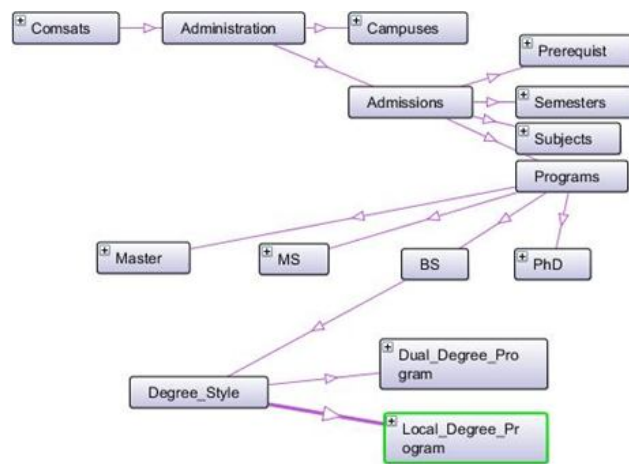 Comsats
Administration
Campuses
Prerequist
Admissions
Semesters
Subjects
Programs
Master
MS
BS
PhD
Dual_Degree_Pro
gram
Degree_Style
Local_Degree_Pr
ogram